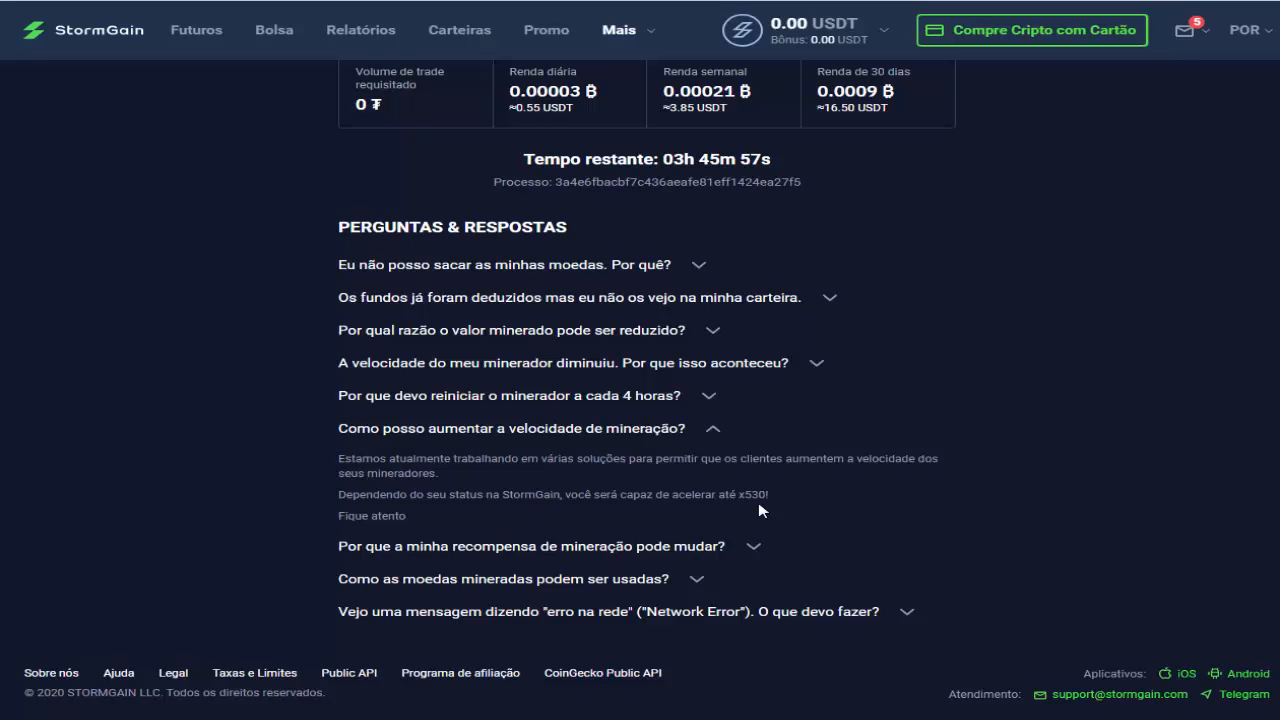 StormGain Futuros Bolsa Relatórios Carteiras Promo Mais 0.00 USDT Bônus: 0.00 USDT Compre Cripto com Cartão 5 POR
Volume de trade requisitado
0 ₮
Renda diária
0.00003 ₿
≈0.55 USDT
Renda semanal
0.00021 ₿
≈3.85 USDT
Renda de 30 dias
0.0009 ₿
≈16.50 USDT
Tempo restante: 03h 45m 57s
Processo: 3a4e6fbacbf7c436aeafe81eff1424ea27f5
PERGUNTAS & RESPOSTAS
Eu não posso sacar as minhas moedas. Por quê?
Os fundos já foram deduzidos mas eu não os vejo na minha carteira.
Por qual razão o valor minerado pode ser reduzido?
A velocidade do meu minerador diminuiu. Por que isso aconteceu?
Por que devo reiniciar o minerador a cada 4 horas?
Como posso aumentar a velocidade de mineração?
Estamos atualmente trabalhando em várias soluções para permitir que os clientes aumentem a velocidade dos
seus mineradores.
Dependendo do seu status na StormGain, você será capaz de acelerar até x530!
Fique atento
Por que a minha recompensa de mineração pode mudar?
Como as moedas mineradas podem ser usadas?
Vejo uma mensagem dizendo "erro na rede" ("Network Error"). O que devo fazer?
Sobre nós Ajuda Legal Taxas e Limites Public API Programa de afiliação CoinGecko Public API Aplicativos: iOS Android
© 2020 STORMGAIN LLC. Todos os direitos reservados. Atendimento: support@stormgain.com Telegram